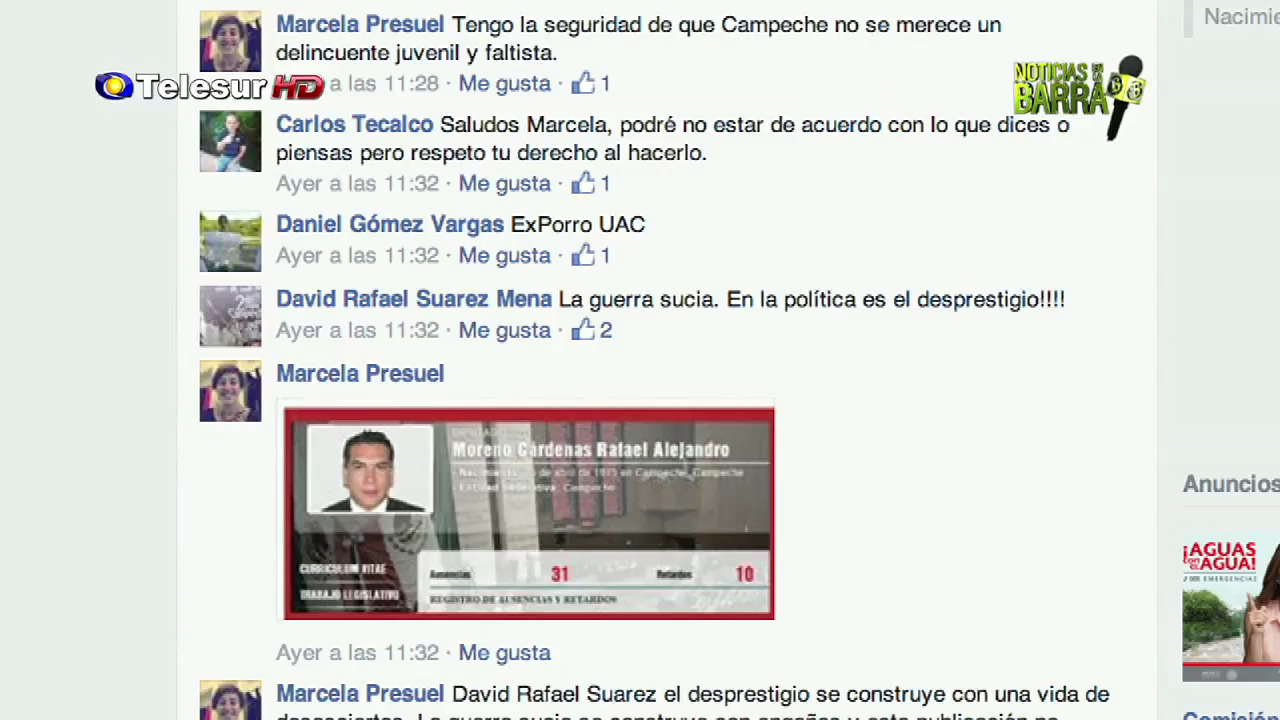 Nacimie
Marcela Presuel Tengo la seguridad de que Campeche no se merece un
delincuente juvenil y faltista.
a las 11:28 · Me gusta · 1
Telesur HD
NOTICIAS EN LA
BARRA
Carlos Tecalco Saludos Marcela, podré no estar de acuerdo con lo que dices o
piensas pero respeto tu derecho al hacerlo.
Ayer a las 11:32 · Me gusta · 1
Daniel Gómez Vargas ExPorro UAC
Ayer a las 11:32 · Me gusta · 1
David Rafael Suarez Mena La guerra sucia. En la política es el desprestigio!!!!
Ayer a las 11:32 · Me gusta · 2
Marcela Presuel
Moreno Cárdenas Rafael Alejandro
de abril de 1975 en Campeche, Campeche
Campeche
CURRICULUM VITAE
Ausencias 31 Retardos 10
TRABAJO LEGISLATIVO
REGISTRO DE AUSENCIAS Y RETARDOS
Ayer a las 11:32 · Me gusta
Marcela Presuel David Rafael Suarez el desprestigio se construye con una vida de
Anuncios
¡AGUAS
CON EL
AGUA!
EMERGENCIAS